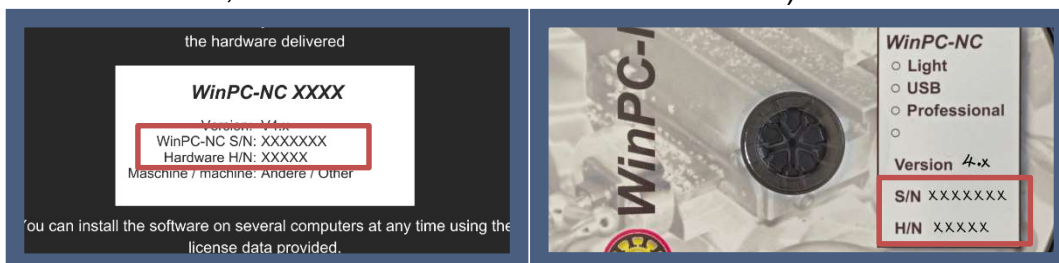 the hardware delivered
WinPC-NC XXXX
Version: V4.x
WinPC-NC S/N: XXXXXXX
Hardware H/N: XXXXX
Maschine / machine: Andere / Other
You can install the software on several computers at any time using the
license data provided.
WinPC-
WinPC-NC
Light
USB
Professional
Version 4.x
S/N XXXXXXX
H/N XXXXX